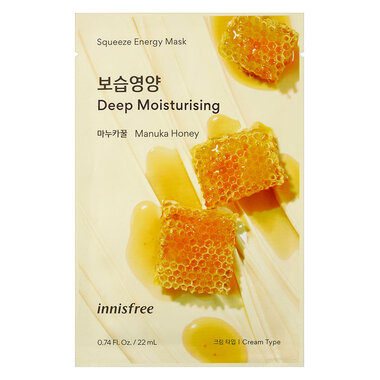 Squeeze Energy Mask
보습영양
Deep Moisturising
마누카꿀 Manuka Honey
innisfree
0.74 Fl. Oz. / 22 mL
크림 타입 | Cream Type